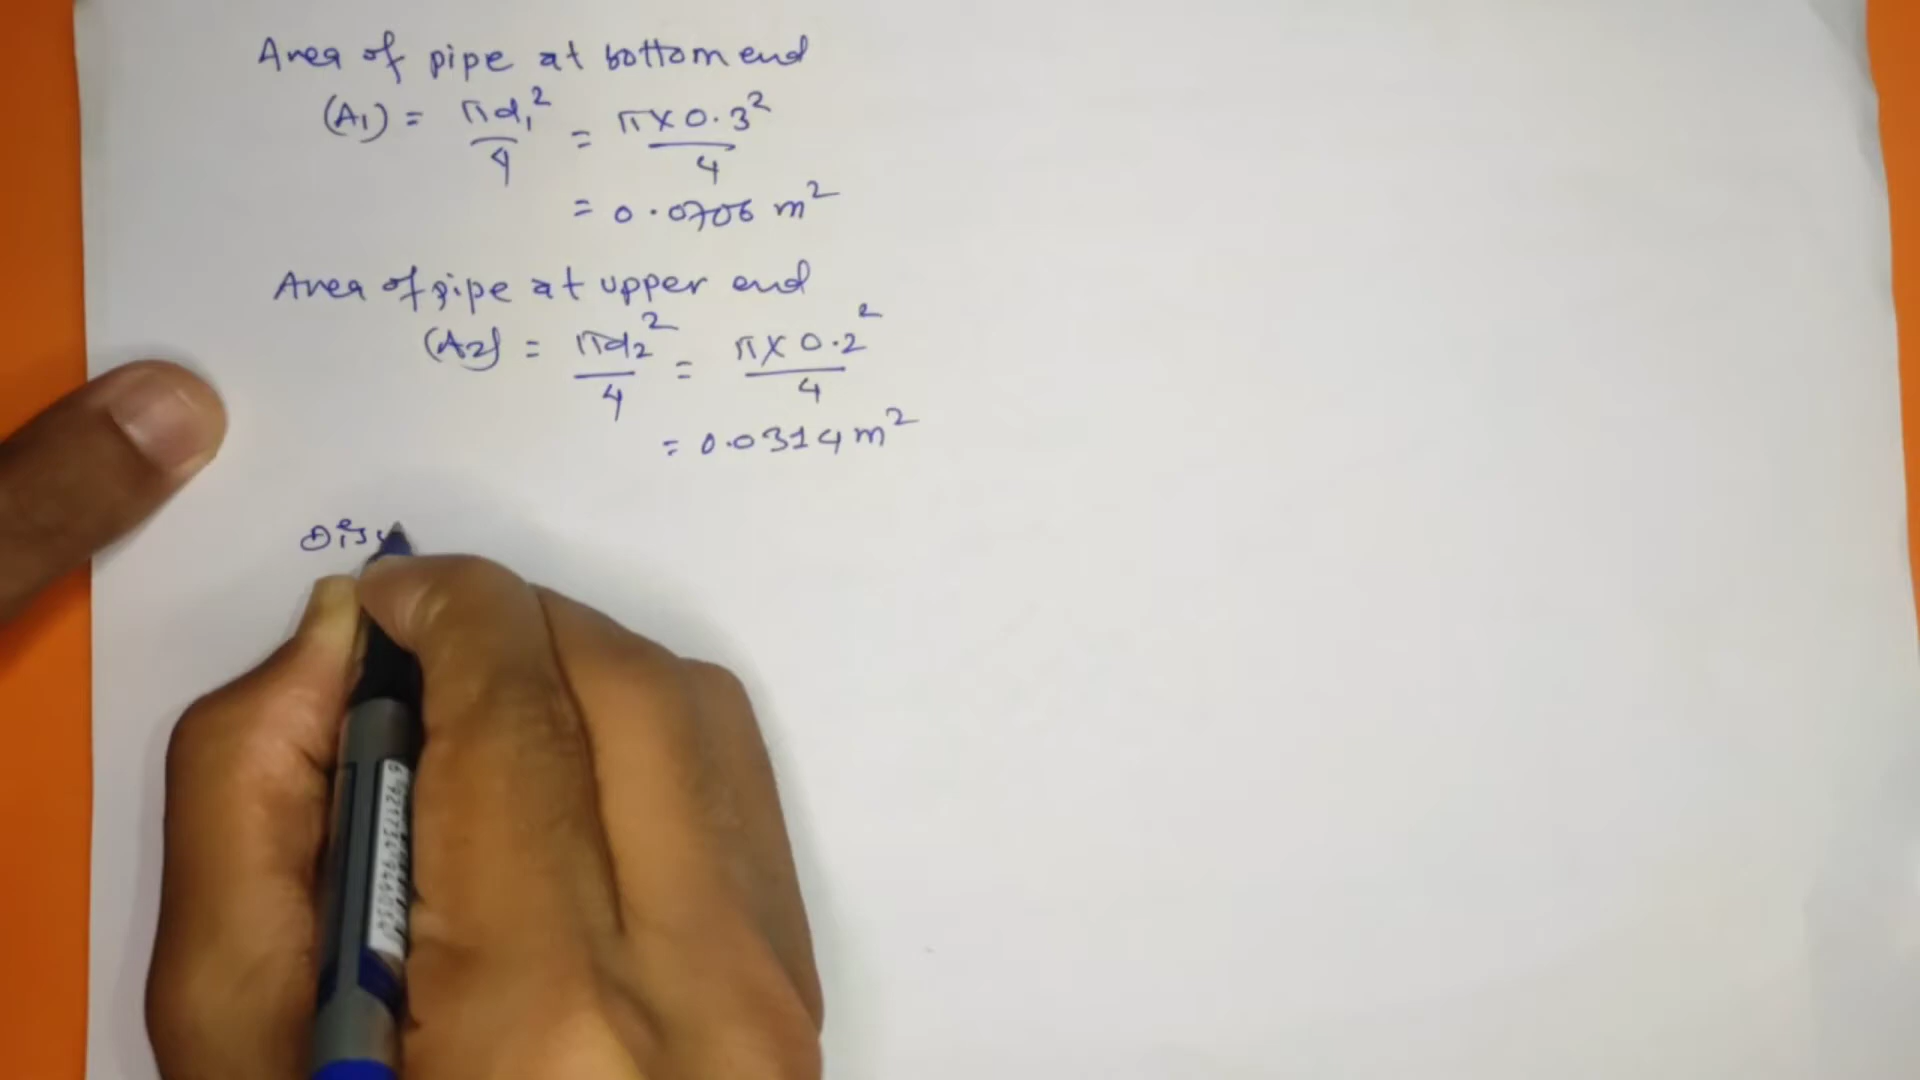 Area of pipe at bottom end
(A₁) = πd₁²/4 = π×0.3²/4
= 0.0706 m²
Area of pipe at upper end
(A₂) = πd₂²/4 = π×0.2²/4
= 0.0314 m²